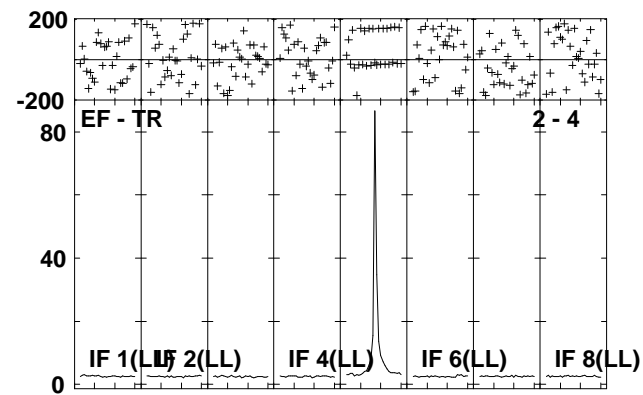 200
-200
EF - TR 2 - 4
80
40
IF 1(LL) IF 2(LL) IF 4(LL) IF 6(LL) IF 8(LL)
0